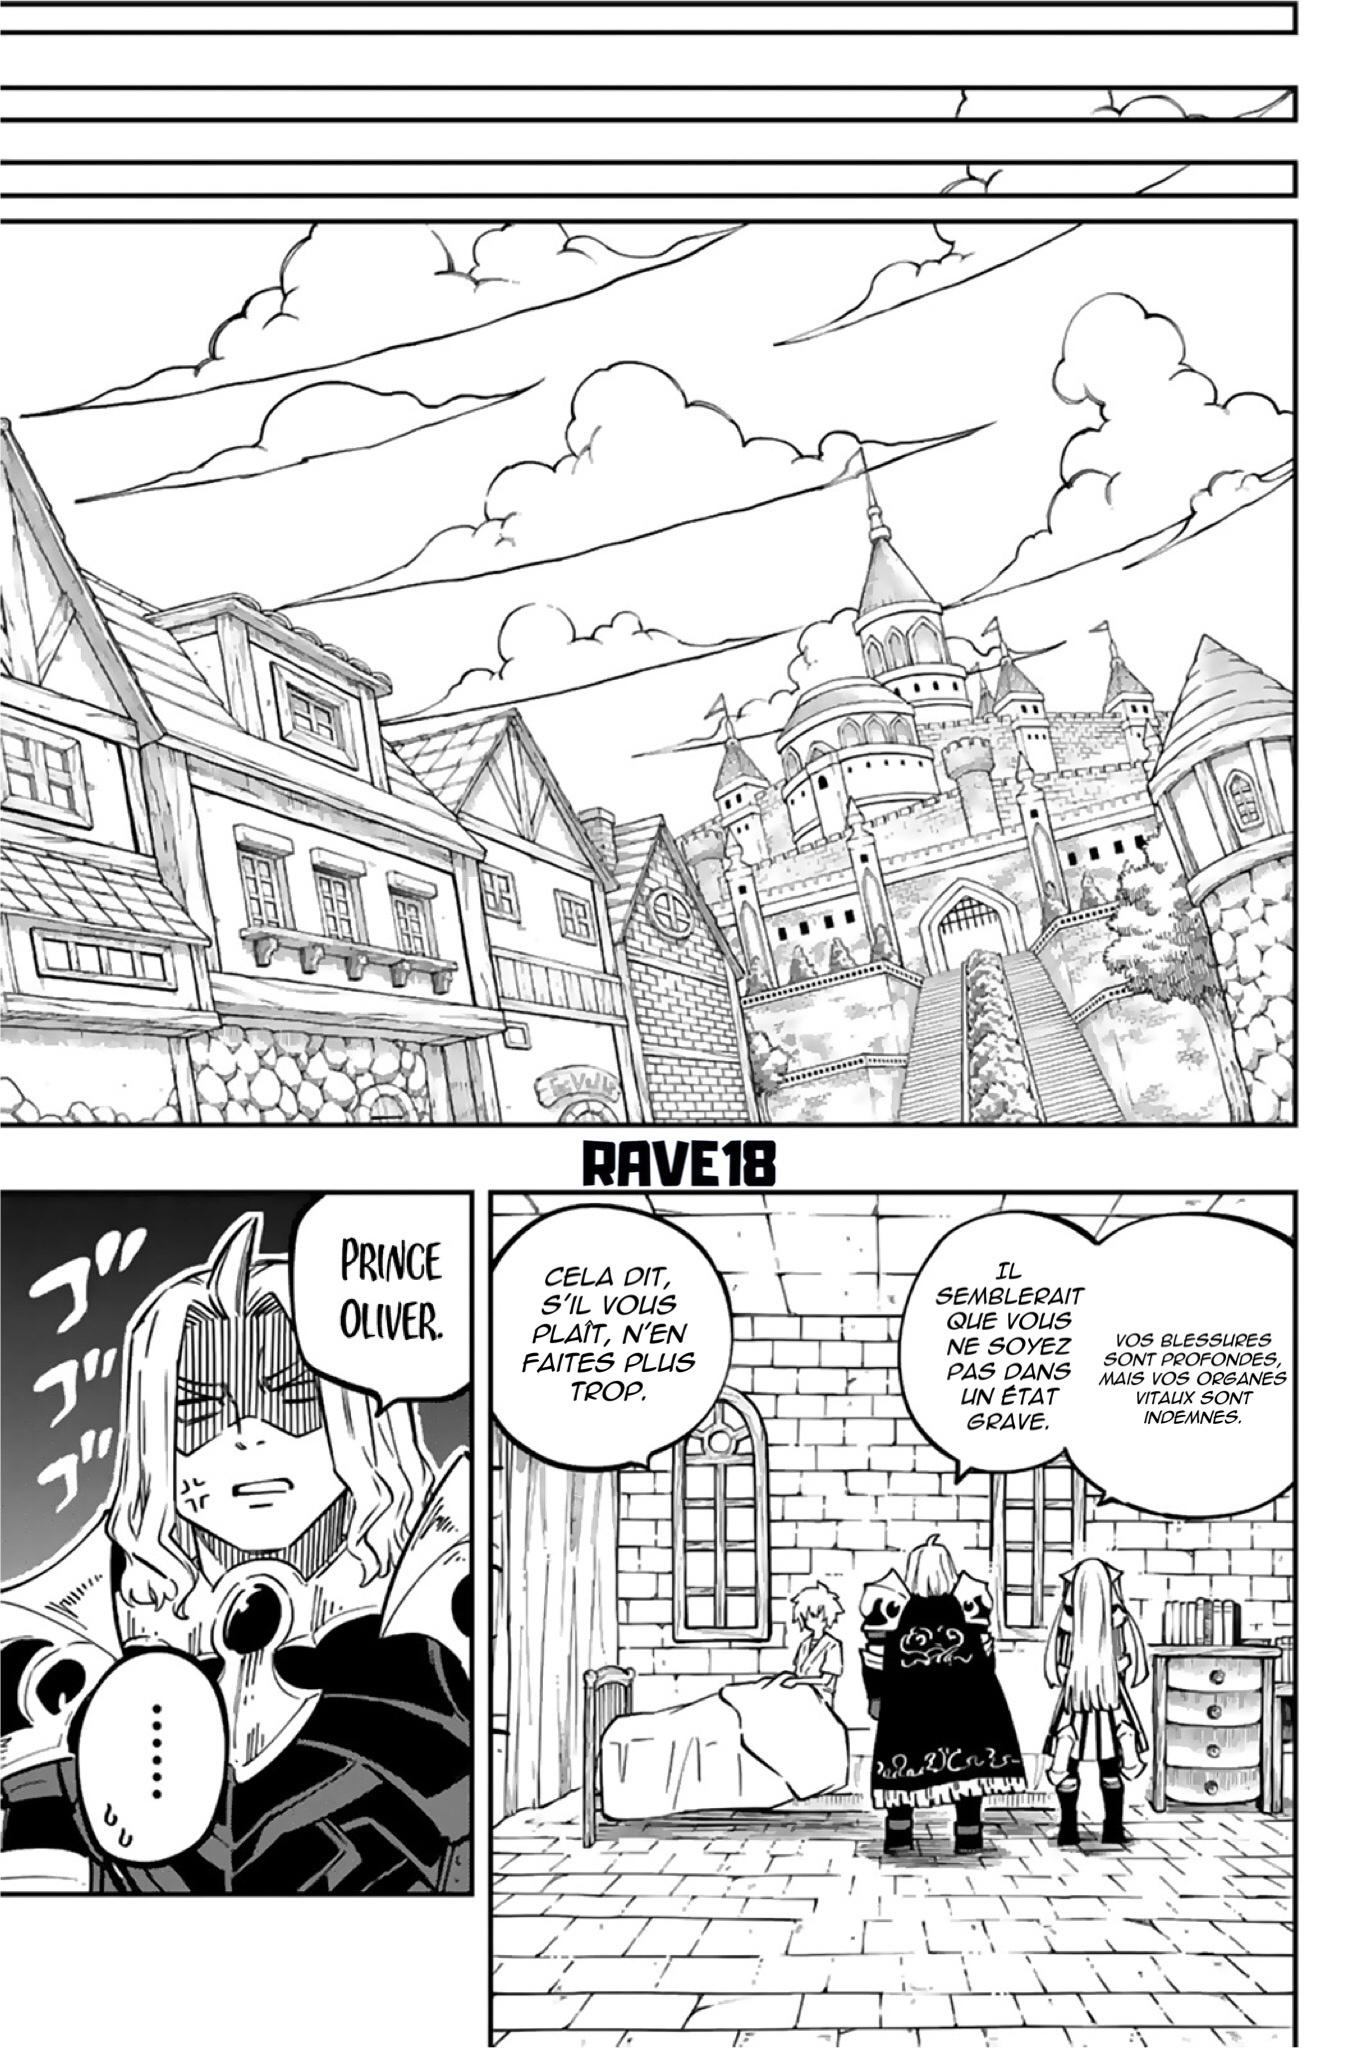 RAVE18
VOS BLESSURES
SONT PROFONDES,
MAIS VOS ORGANES
VITAUX SONT
INDEMNES.
IL
SEMBLERAIT
QUE VOUS
NE SOYEZ
PAS DANS
UN ÉTAT
GRAVE.
CELA DIT,
S'IL VOUS
PLAÎT, N'EN
FAITES PLUS
TROP.
PRINCE
OLIVER.
ゴゴゴ
......